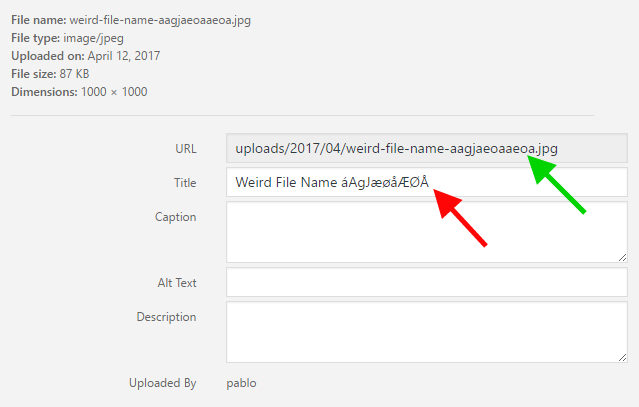 File name: weird-file-name-aagjaeoaaeoa.jpg
File type: image/jpeg
Uploaded on: April 12, 2017
File size: 87 KB
Dimensions: 1000 × 1000
URL uploads/2017/04/weird-file-name-aagjaeoaaeoa.jpg
Title Weird File Name áAgJæøåÆØÅ
Caption
Alt Text
Description
Uploaded By pablo